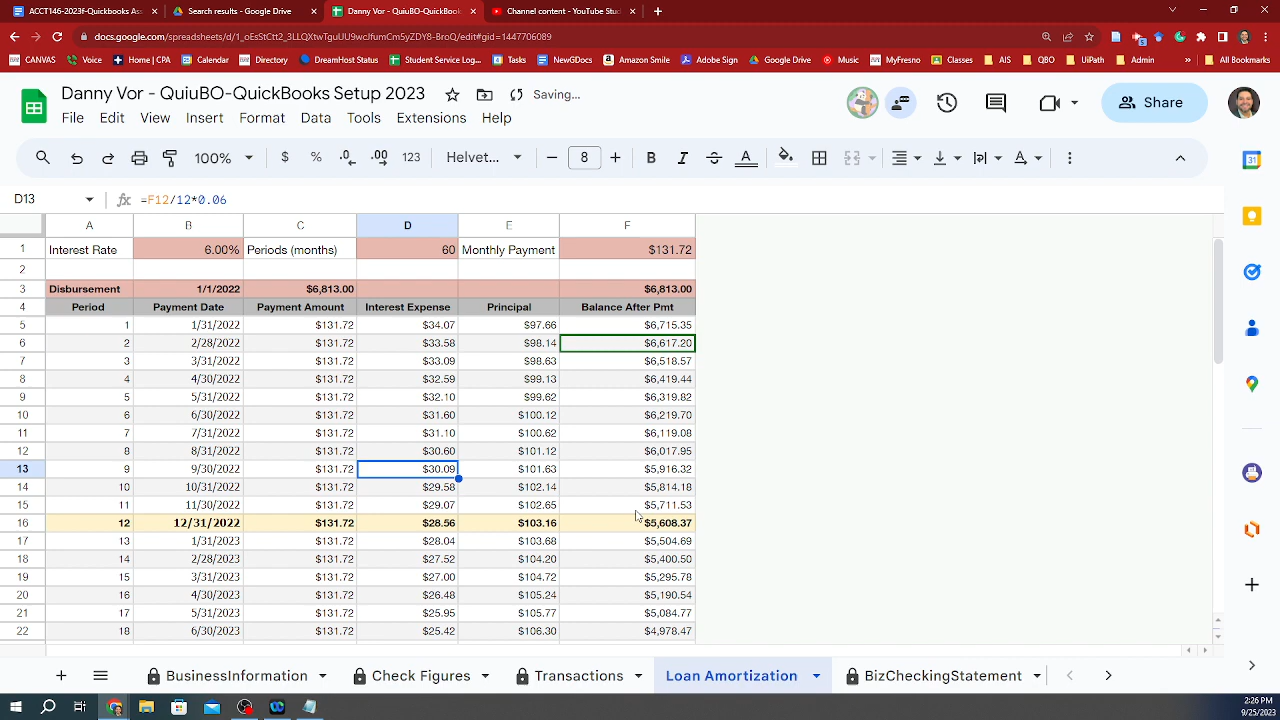 ACCT146-2023F-Quickbooks As: Search results - Google Drive Danny Vor - QuiuBO-QuickBook Channel content - YouTube Stud
docs.google.com/spreadsheets/d/1_oEsStCtt2_3LLQXtwTguUU9wcJfumCm5yZDY8-BroQ/edit#gid=1447706089
CANVAS Voice Home | CPA Calendar Directory DreamHost Status Student Service Log... Tasks NewGDocs Amazon Smile Adobe Sign Google Drive Music MyFresno Classes AIS QBO UiPath Admin » All Bookmarks
Danny Vor - QuiuBO-QuickBooks Setup 2023 Saving...
File Edit View Insert Format Data Tools Extensions Help
Share
100% $ % .0 .00 123 Helvet... 8 B I A
D13 fx =F12/12*0.06
A B C D E F
1 Interest Rate 6.00% Periods (months) 60 Monthly Payment $131.72
2
3 Disbursement 1/1/2022 $6,813.00 $6,813.00
4 Period Payment Date Payment Amount Interest Expense Principal Balance After Pmt
5 1 1/31/2022 $131.72 $34.07 $97.66 $6,715.35
6 2 2/28/2022 $131.72 $33.58 $98.14 $6,617.20
7 3 3/31/2022 $131.72 $33.09 $98.63 $6,518.57
8 4 4/30/2022 $131.72 $32.59 $99.13 $6,419.44
9 5 5/31/2022 $131.72 $32.10 $99.62 $6,319.82
10 6 6/30/2022 $131.72 $31.60 $100.12 $6,219.70
11 7 7/31/2022 $131.72 $31.10 $100.62 $6,119.08
12 8 8/31/2022 $131.72 $30.60 $101.12 $6,017.95
13 9 9/30/2022 $131.72 $30.09 $101.63 $5,916.32
14 10 10/31/2022 $131.72 $29.58 $102.14 $5,814.18
15 11 11/30/2022 $131.72 $29.07 $102.65 $5,711.53
16 12 12/31/2022 $131.72 $28.56 $103.16 $5,608.37
17 13 1/31/2023 $131.72 $28.04 $103.68 $5,504.69
18 14 2/28/2023 $131.72 $27.52 $104.20 $5,400.50
19 15 3/31/2023 $131.72 $27.00 $104.72 $5,295.78
20 16 4/30/2023 $131.72 $26.48 $105.24 $5,190.54
21 17 5/31/2023 $131.72 $25.95 $105.77 $5,084.77
22 18 6/30/2023 $131.72 $25.42 $106.30 $4,978.47
BusinessInformation Check Figures Transactions Loan Amortization BizCheckingStatement
2:26 PM
9/25/2023